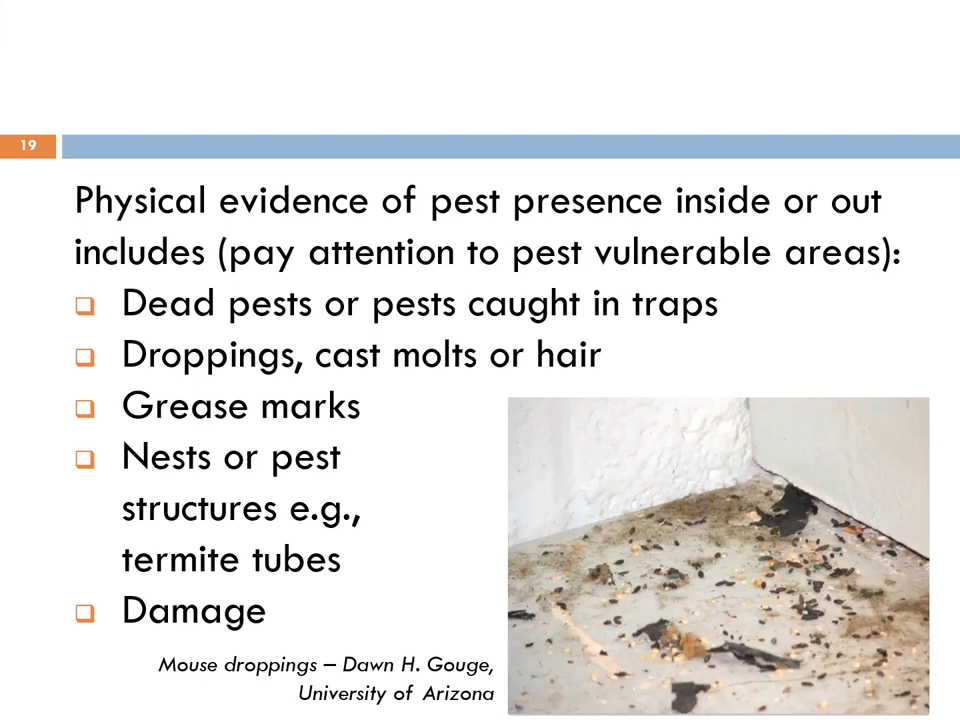 19
Physical evidence of pest presence inside or out
includes (pay attention to pest vulnerable areas):
Dead pests or pests caught in traps
Droppings, cast molts or hair
Grease marks
Nests or pest
structures e.g.,
termite tubes
Damage
Mouse droppings – Dawn H. Gouge,
University of Arizona